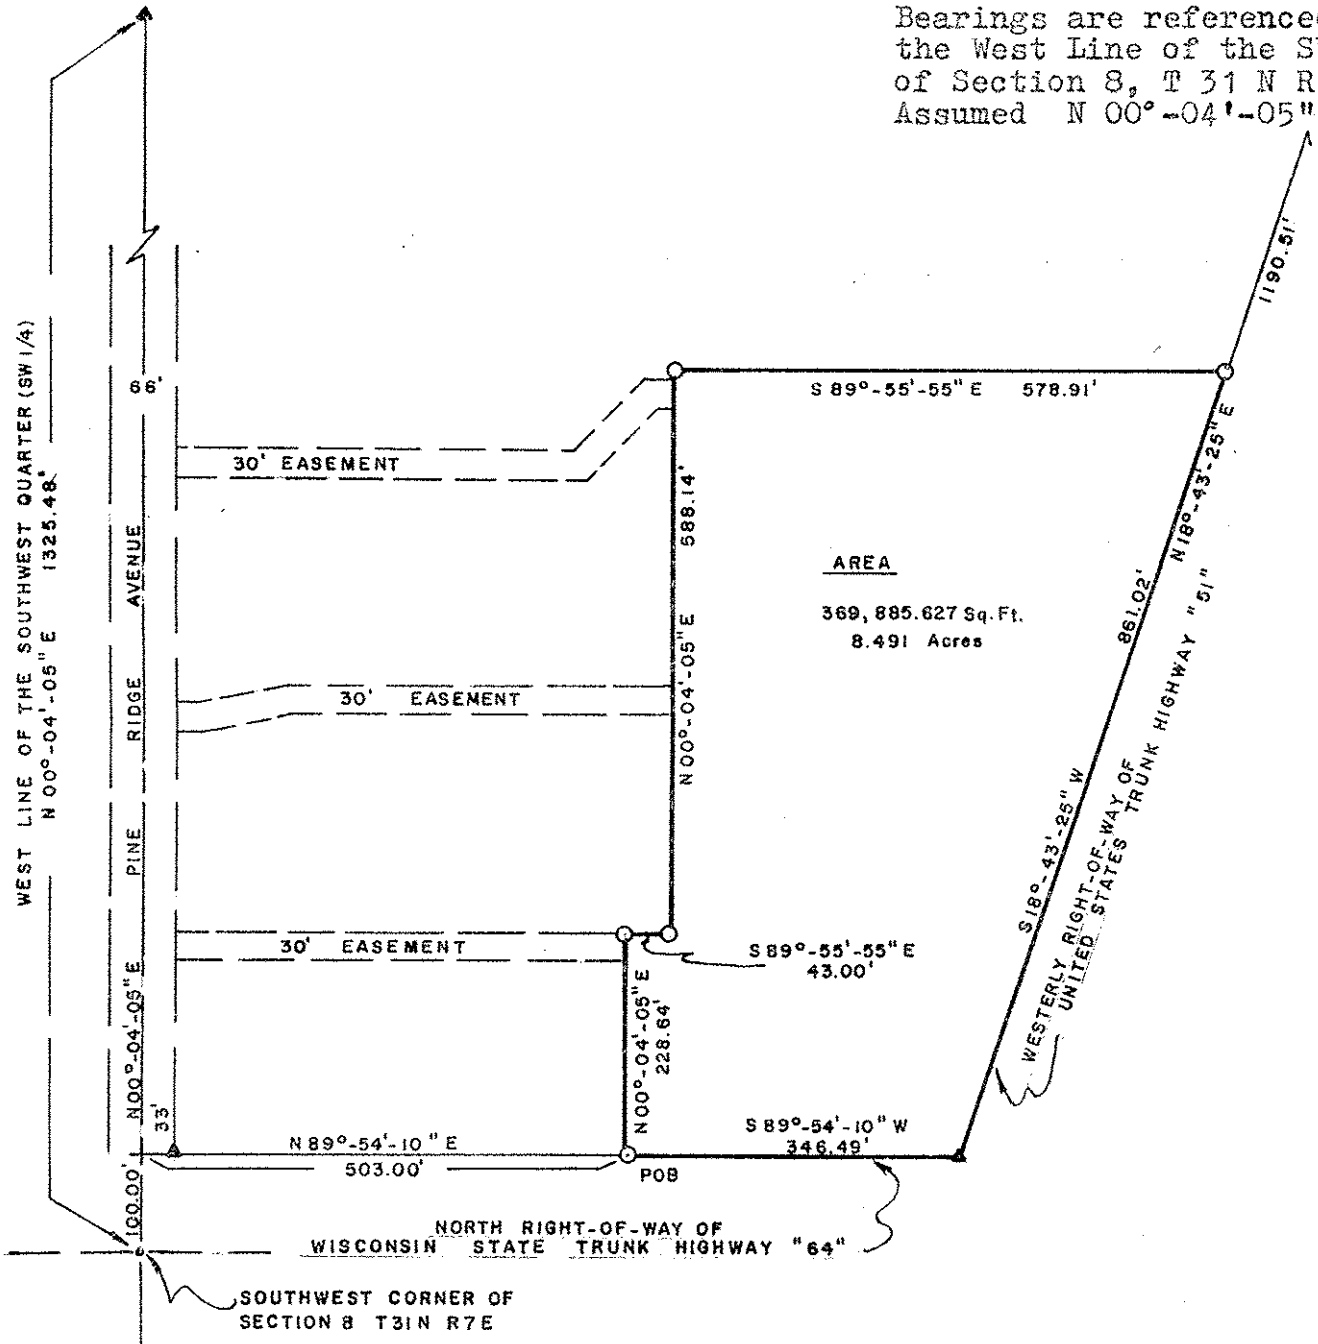 Bearings are referenced
the West Line of the S
of Section 8, T 31 N R
Assumed N 00°-04'-05"
1190.51'
WEST LINE OF THE SOUTHWEST QUARTER (SW 1/4)
N 00°-04'-05" E 1325.48'
66'
PINE RIDGE AVENUE
N00°-04'-05" E
33'
100.00'
30' EASEMENT
30' EASEMENT
30' EASEMENT
S 89°-55'-55" E 578.91'
588.14'
N00°-04'-05" E
AREA
369, 885.627 Sq. Ft.
8.491 Acres
N18°-43'-25" E
861.02'
S18°-43'-25" W
WESTERLY RIGHT-OF-WAY OF
UNITED STATES TRUNK HIGHWAY "51"
S 89°-55'-55" E
43.00'
N00°-04'-05" E
228.64'
S 89°-54'-10" W
346.49'
N 89°-54'-10" E
503.00'
POB
NORTH RIGHT-OF-WAY OF
WISCONSIN STATE TRUNK HIGHWAY "64"
SOUTHWEST CORNER OF
SECTION 8 T31N R7E